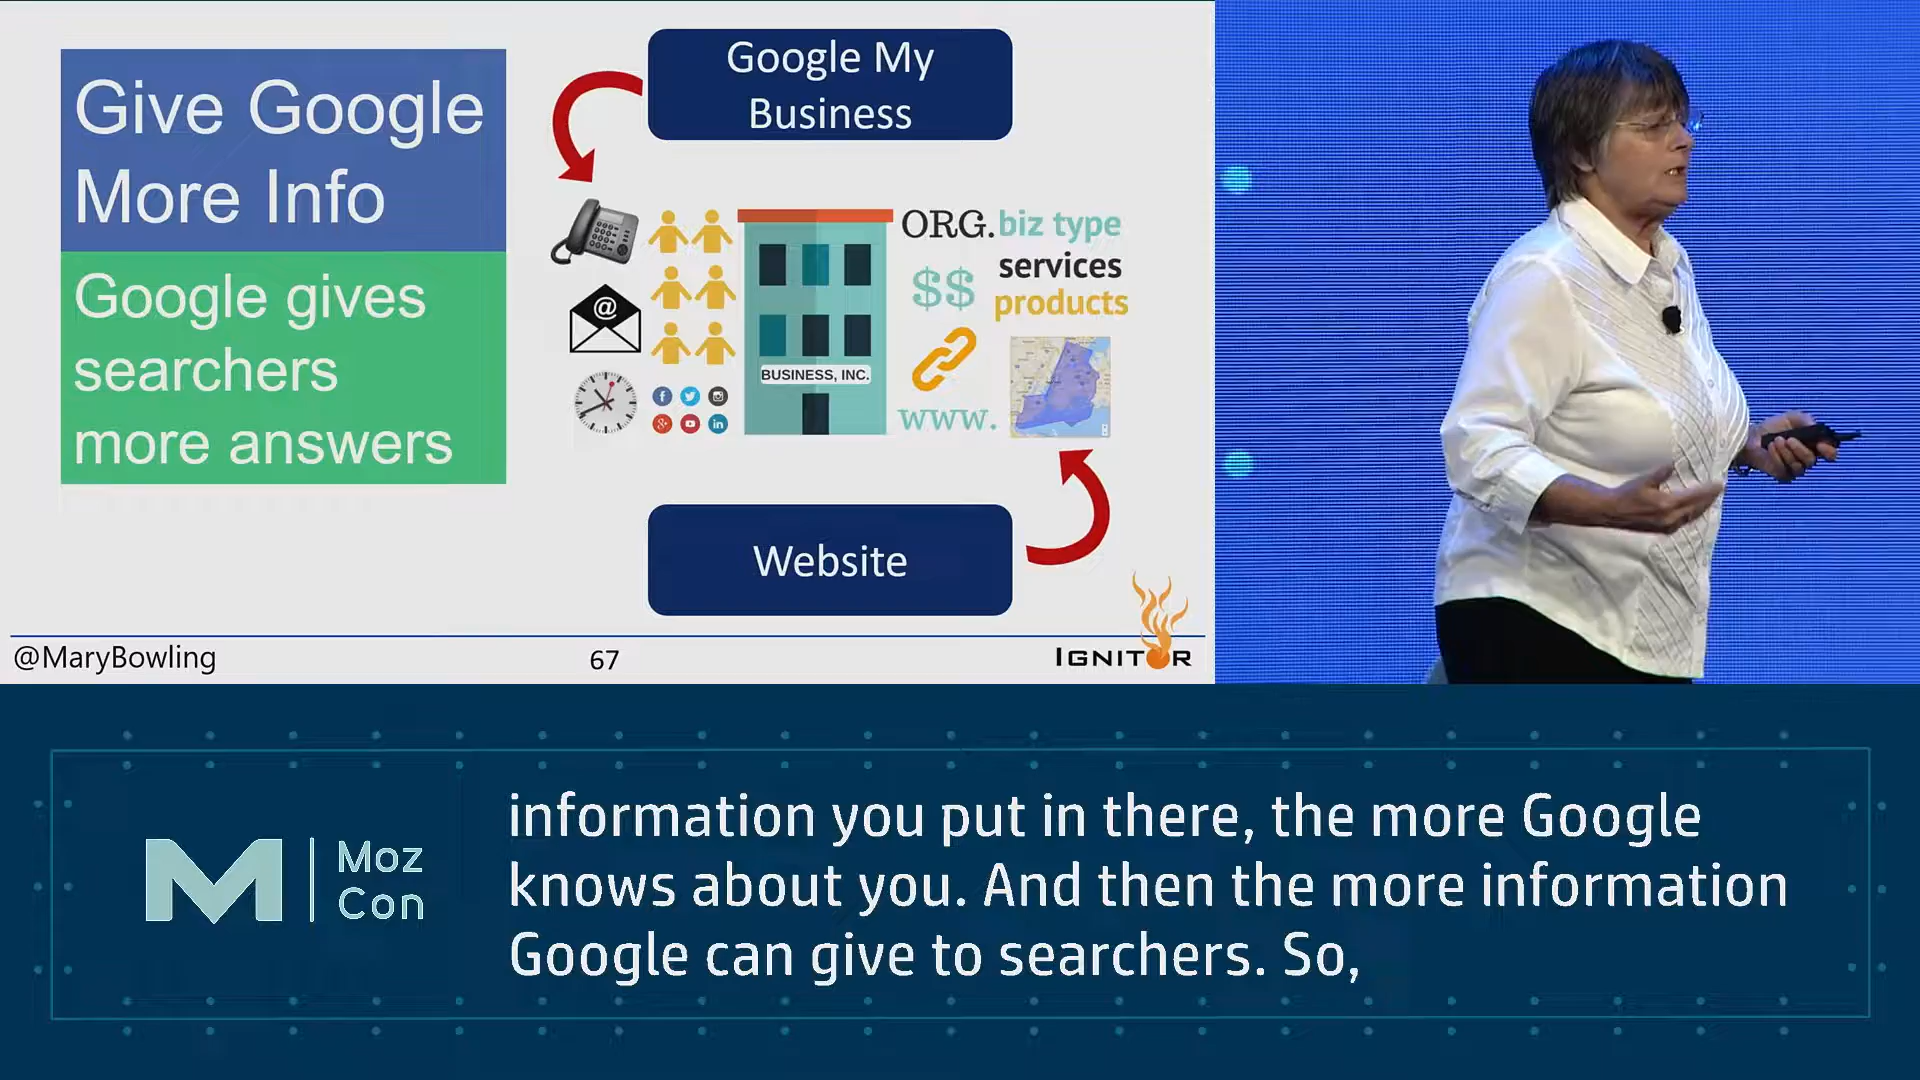 Give Google
More Info
Google gives
searchers
more answers
Google My
Business
ORG. biz type
services
$$
products
@
BUSINESS, INC.
www.
Website
@MaryBowling
67
IGNITOR
Moz
Con
information you put in there, the more Google
knows about you. And then the more information
Google can give to searchers. So,